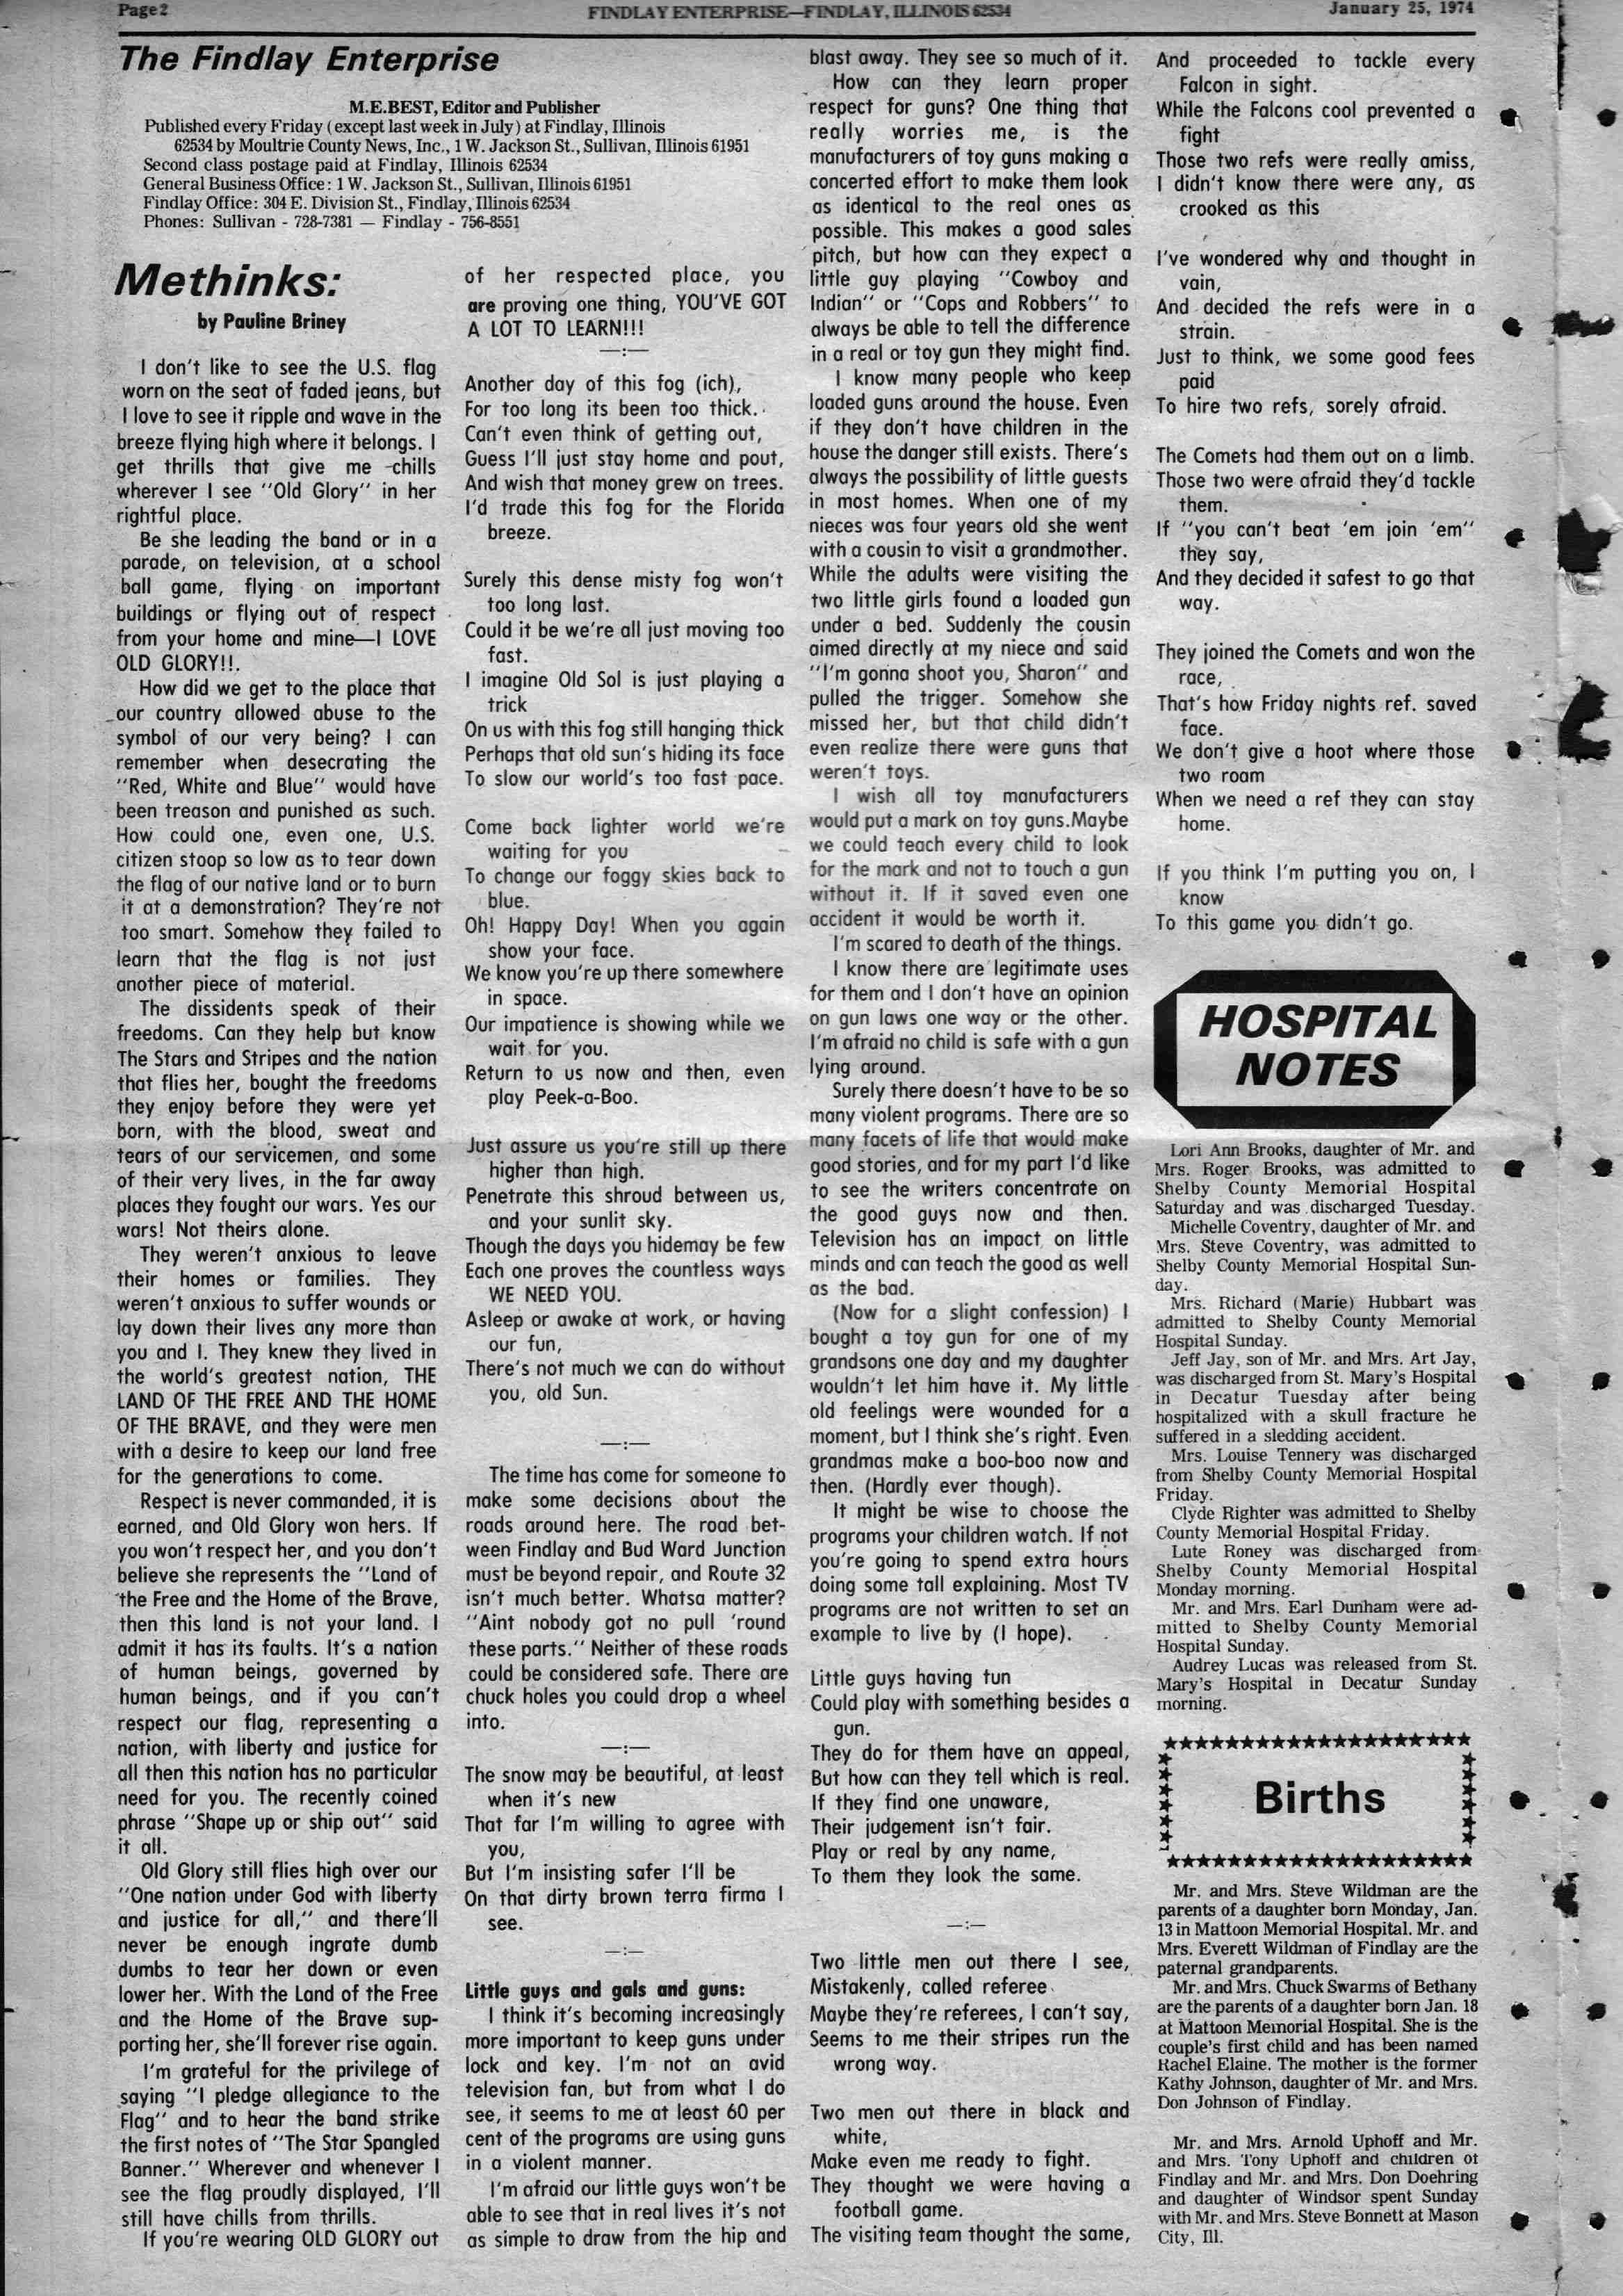 Page 2
FINDLAY ENTERPRISE—FINDLAY, ILLINOIS 62534
January 25, 1974
The Findlay Enterprise
M.E.BEST, Editor and Publisher
Published every Friday (except last week in July) at Findlay, Illinois
62534 by Moultrie County News, Inc., 1 W. Jackson St., Sullivan, Illinois 61951
Second class postage paid at Findlay, Illinois 62534
General Business Office: 1 W. Jackson St., Sullivan, Illinois 61951
Findlay Office: 304 E. Division St., Findlay, Illinois 62534
Phones: Sullivan - 728-7381 — Findlay - 756-8551
Methinks:
by Pauline Briney
I don't like to see the U.S. flag
worn on the seat of faded jeans, but
I love to see it ripple and wave in the
breeze flying high where it belongs. I
get thrills that give me chills
wherever I see "Old Glory" in her
rightful place.
Be she leading the band or in a
parade, on television, at a school
ball game, flying on important
buildings or flying out of respect
from your home and mine—I LOVE
OLD GLORY!!.
How did we get to the place that
our country allowed abuse to the
symbol of our very being? I can
remember when desecrating the
"Red, White and Blue" would have
been treason and punished as such.
How could one, even one, U.S.
citizen stoop so low as to tear down
the flag of our native land or to burn
it at a demonstration? They're not
too smart. Somehow they failed to
learn that the flag is not just
another piece of material.
The dissidents speak of their
freedoms. Can they help but know
The Stars and Stripes and the nation
that flies her, bought the freedoms
they enjoy before they were yet
born, with the blood, sweat and
tears of our servicemen, and some
of their very lives, in the far away
places they fought our wars. Yes our
wars! Not theirs alone.
They weren't anxious to leave
their homes or families. They
weren't anxious to suffer wounds or
lay down their lives any more than
you and I. They knew they lived in
the world's greatest nation, THE
LAND OF THE FREE AND THE HOME
OF THE BRAVE, and they were men
with a desire to keep our land free
for the generations to come.
Respect is never commanded, it is
earned, and Old Glory won hers. If
you won't respect her, and you don't
believe she represents the "Land of
the Free and the Home of the Brave,
then this land is not your land. I
admit it has its faults. It's a nation
of human beings, governed by
human beings, and if you can't
respect our flag, representing a
nation, with liberty and justice for
all then this nation has no particular
need for you. The recently coined
phrase "Shape up or ship out" said
it all.
Old Glory still flies high over our
"One nation under God with liberty
and justice for all," and there'll
never be enough ingrate dumb
dumbs to tear her down or even
lower her. With the Land of the Free
and the Home of the Brave sup-
porting her, she'll forever rise again.
I'm grateful for the privilege of
saying "I pledge allegiance to the
Flag" and to hear the band strike
the first notes of "The Star Spangled
Banner." Wherever and whenever I
see the flag proudly displayed, I'll
still have chills from thrills.
If you're wearing OLD GLORY out
of her respected place, you
are proving one thing, YOU'VE GOT
A LOT TO LEARN!!!
—:—
Another day of this fog (ich),
For too long its been too thick.
Can't even think of getting out,
Guess I'll just stay home and pout,
And wish that money grew on trees.
I'd trade this fog for the Florida
breeze.
Surely this dense misty fog won't
too long last.
Could it be we're all just moving too
fast.
I imagine Old Sol is just playing a
trick
On us with this fog still hanging thick
Perhaps that old sun's hiding its face
To slow our world's too fast pace.
Come back lighter world we're
waiting for you
To change our foggy skies back to
blue.
Oh! Happy Day! When you again
show your face.
We know you're up there somewhere
in space.
Our impatience is showing while we
wait for you.
Return to us now and then, even
play Peek-a-Boo.
Just assure us you're still up there
higher than high.
Penetrate this shroud between us,
and your sunlit sky.
Though the days you hidemay be few
Each one proves the countless ways
WE NEED YOU.
Asleep or awake at work, or having
our fun,
There's not much we can do without
you, old Sun.
—:—
The time has come for someone to
make some decisions about the
roads around here. The road bet-
ween Findlay and Bud Ward Junction
must be beyond repair, and Route 32
isn't much better. Whatsa matter?
"Aint nobody got no pull 'round
these parts." Neither of these roads
could be considered safe. There are
chuck holes you could drop a wheel
into.
—:—
The snow may be beautiful, at least
when it's new
That far I'm willing to agree with
you,
But I'm insisting safer I'll be
On that dirty brown terra firma I
see.
—:—
Little guys and gals and guns:
I think it's becoming increasingly
more important to keep guns under
lock and key. I'm not an avid
television fan, but from what I do
see, it seems to me at least 60 per
cent of the programs are using guns
in a violent manner.
I'm afraid our little guys won't be
able to see that in real lives it's not
as simple to draw from the hip and
blast away. They see so much of it.
How can they learn proper
respect for guns? One thing that
really worries me, is the
manufacturers of toy guns making a
concerted effort to make them look
as identical to the real ones as
possible. This makes a good sales
pitch, but how can they expect a
little guy playing "Cowboy and
Indian" or "Cops and Robbers" to
always be able to tell the difference
in a real or toy gun they might find.
I know many people who keep
loaded guns around the house. Even
if they don't have children in the
house the danger still exists. There's
always the possibility of little guests
in most homes. When one of my
nieces was four years old she went
with a cousin to visit a grandmother.
While the adults were visiting the
two little girls found a loaded gun
under a bed. Suddenly the cousin
aimed directly at my niece and said
"I'm gonna shoot you, Sharon" and
pulled the trigger. Somehow she
missed her, but that child didn't
even realize there were guns that
weren't toys.
I wish all toy manufacturers
would put a mark on toy guns.Maybe
we could teach every child to look
for the mark and not to touch a gun
without it. If it saved even one
accident it would be worth it.
I'm scared to death of the things.
I know there are legitimate uses
for them and I don't have an opinion
on gun laws one way or the other.
I'm afraid no child is safe with a gun
lying around.
Surely there doesn't have to be so
many violent programs. There are so
many facets of life that would make
good stories, and for my part I'd like
to see the writers concentrate on
the good guys now and then.
Television has an impact on little
minds and can teach the good as well
as the bad.
(Now for a slight confession) I
bought a toy gun for one of my
grandsons one day and my daughter
wouldn't let him have it. My little
old feelings were wounded for a
moment, but I think she's right. Even
grandmas make a boo-boo now and
then. (Hardly ever though).
It might be wise to choose the
programs your children watch. If not
you're going to spend extra hours
doing some tall explaining. Most TV
programs are not written to set an
example to live by (I hope).
Little guys having fun
Could play with something besides a
gun.
They do for them have an appeal,
But how can they tell which is real.
If they find one unaware,
Their judgement isn't fair.
Play or real by any name,
To them they look the same.
—:—
Two little men out there I see,
Mistakenly, called referee
Maybe they're referees, I can't say,
Seems to me their stripes run the
wrong way.
Two men out there in black and
white,
Make even me ready to fight.
They thought we were having a
football game.
The visiting team thought the same,
And proceeded to tackle every
Falcon in sight.
While the Falcons cool prevented a
fight
Those two refs were really amiss,
I didn't know there were any, as
crooked as this
I've wondered why and thought in
vain,
And decided the refs were in a
strain.
Just to think, we some good fees
paid
To hire two refs, sorely afraid.
The Comets had them out on a limb.
Those two were afraid they'd tackle
them.
If "you can't beat 'em join 'em"
they say,
And they decided it safest to go that
way.
They joined the Comets and won the
race,
That's how Friday nights ref. saved
face.
We don't give a hoot where those
two roam
When we need a ref they can stay
home.
If you think I'm putting you on, I
know
To this game you didn't go.
HOSPITAL
NOTES
Lori Ann Brooks, daughter of Mr. and
Mrs. Roger Brooks, was admitted to
Shelby County Memorial Hospital
Saturday and was discharged Tuesday.
Michelle Coventry, daughter of Mr. and
Mrs. Steve Coventry, was admitted to
Shelby County Memorial Hospital Sun-
day.
Mrs. Richard (Marie) Hubbart was
admitted to Shelby County Memorial
Hospital Sunday.
Jeff Jay, son of Mr. and Mrs. Art Jay,
was discharged from St. Mary's Hospital
in Decatur Tuesday after being
hospitalized with a skull fracture he
suffered in a sledding accident.
Mrs. Louise Tennery was discharged
from Shelby County Memorial Hospital
Friday.
Clyde Righter was admitted to Shelby
County Memorial Hospital Friday.
Lute Roney was discharged from
Shelby County Memorial Hospital
Monday morning.
Mr. and Mrs. Earl Dunham were ad-
mitted to Shelby County Memorial
Hospital Sunday.
Audrey Lucas was released from St.
Mary's Hospital in Decatur Sunday
morning.
Births
Mr. and Mrs. Steve Wildman are the
parents of a daughter born Monday, Jan.
13 in Mattoon Memorial Hospital. Mr. and
Mrs. Everett Wildman of Findlay are the
paternal grandparents.
Mr. and Mrs. Chuck Swarms of Bethany
are the parents of a daughter born Jan. 18
at Mattoon Memorial Hospital. She is the
couple's first child and has been named
Rachel Elaine. The mother is the former
Kathy Johnson, daughter of Mr. and Mrs.
Don Johnson of Findlay.
Mr. and Mrs. Arnold Uphoff and Mr.
and Mrs. Tony Uphoff and children of
Findlay and Mr. and Mrs. Don Doehring
and daughter of Windsor spent Sunday
with Mr. and Mrs. Steve Bonnett at Mason
City, Ill.